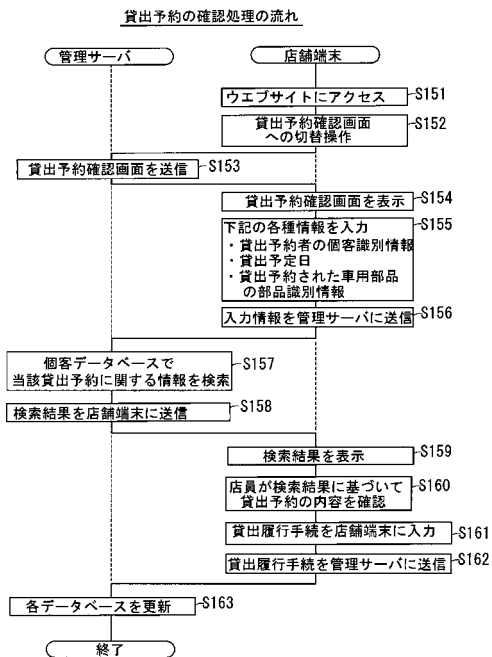 貸出予約の確認処理の流れ
管理サーバ
店舗端末
ウエブサイトにアクセス
S151
貸出予約確認画面
への切替操作
S152
貸出予約確認画面を送信
S153
貸出予約確認画面を表示
S154
下記の各種情報を入力
・貸出予約者の個客識別情報
・貸出予定日
・貸出予約された車用部品
の部品識別情報
S155
入力情報を管理サーバに送信
S156
個客データベースで
当該貸出予約に関する情報を検索
S157
検索結果を店舗端末に送信
S158
検索結果を表示
S159
店員が検索結果に基づいて
貸出予約の内容を確認
S160
貸出履行手続を店舗端末に入力
S161
貸出履行手続を管理サーバに送信
S162
各データベースを更新
S163
終了